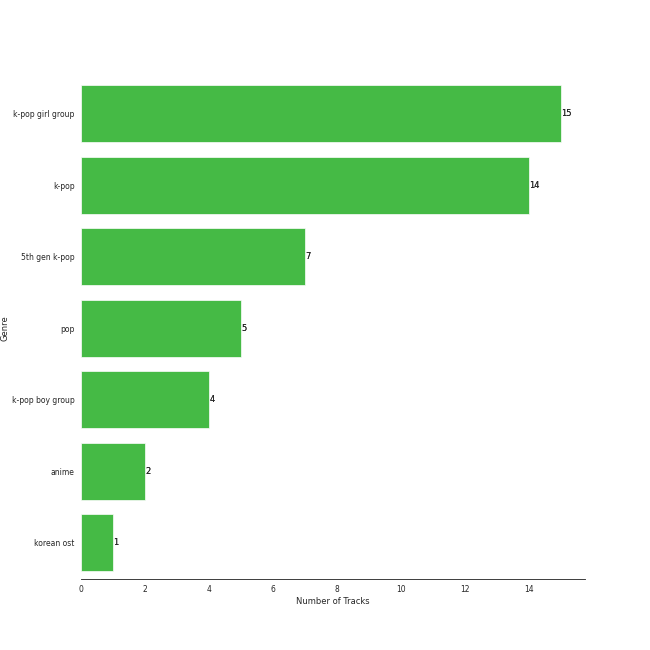 k-pop girl group 15
k-pop 14
5th gen k-pop 7
pop 5
Genre
k-pop boy group 4
anime 2
korean ost 1
0 2 4 6 8 10 12 14
Number of Tracks